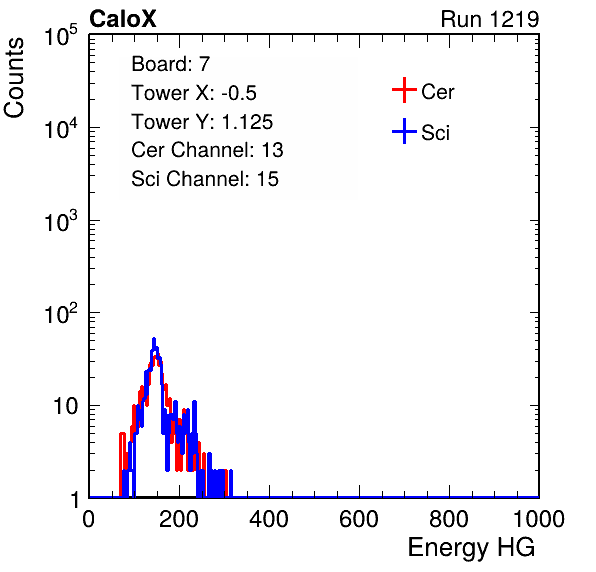 CaloX Run 1219
Counts
Board: 7
Tower X: -0.5
Tower Y: 1.125
Cer Channel: 13
Sci Channel: 15
Cer
Sci
10^5
10^4
10^3
10^2
10
1
0 200 400 600 800 1000
Energy HG